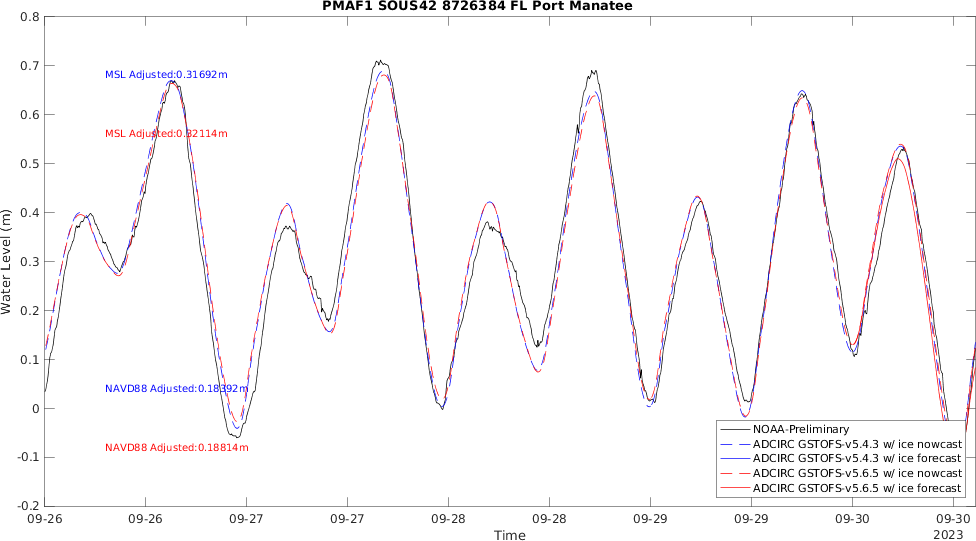 PMAF1 SOUS42 8726384 FL Port Manatee
0.8
0.7
0.6
0.5
0.4
0.3
0.2
0.1
0
-0.1
-0.2
Water Level (m)
MSL Adjusted:0.31692m
MSL Adjusted:0.32114m
NAVD88 Adjusted:0.18392m
NAVD88 Adjusted:0.18814m
NOAA-Preliminary
ADCIRC GSTOFS-v5.4.3 w/ ice nowcast
ADCIRC GSTOFS-v5.4.3 w/ ice forecast
ADCIRC GSTOFS-v5.6.5 w/ ice nowcast
ADCIRC GSTOFS-v5.6.5 w/ ice forecast
09-26 09-26 09-27 09-27 09-28 09-28 09-29 09-29 09-30 09-30
Time
2023